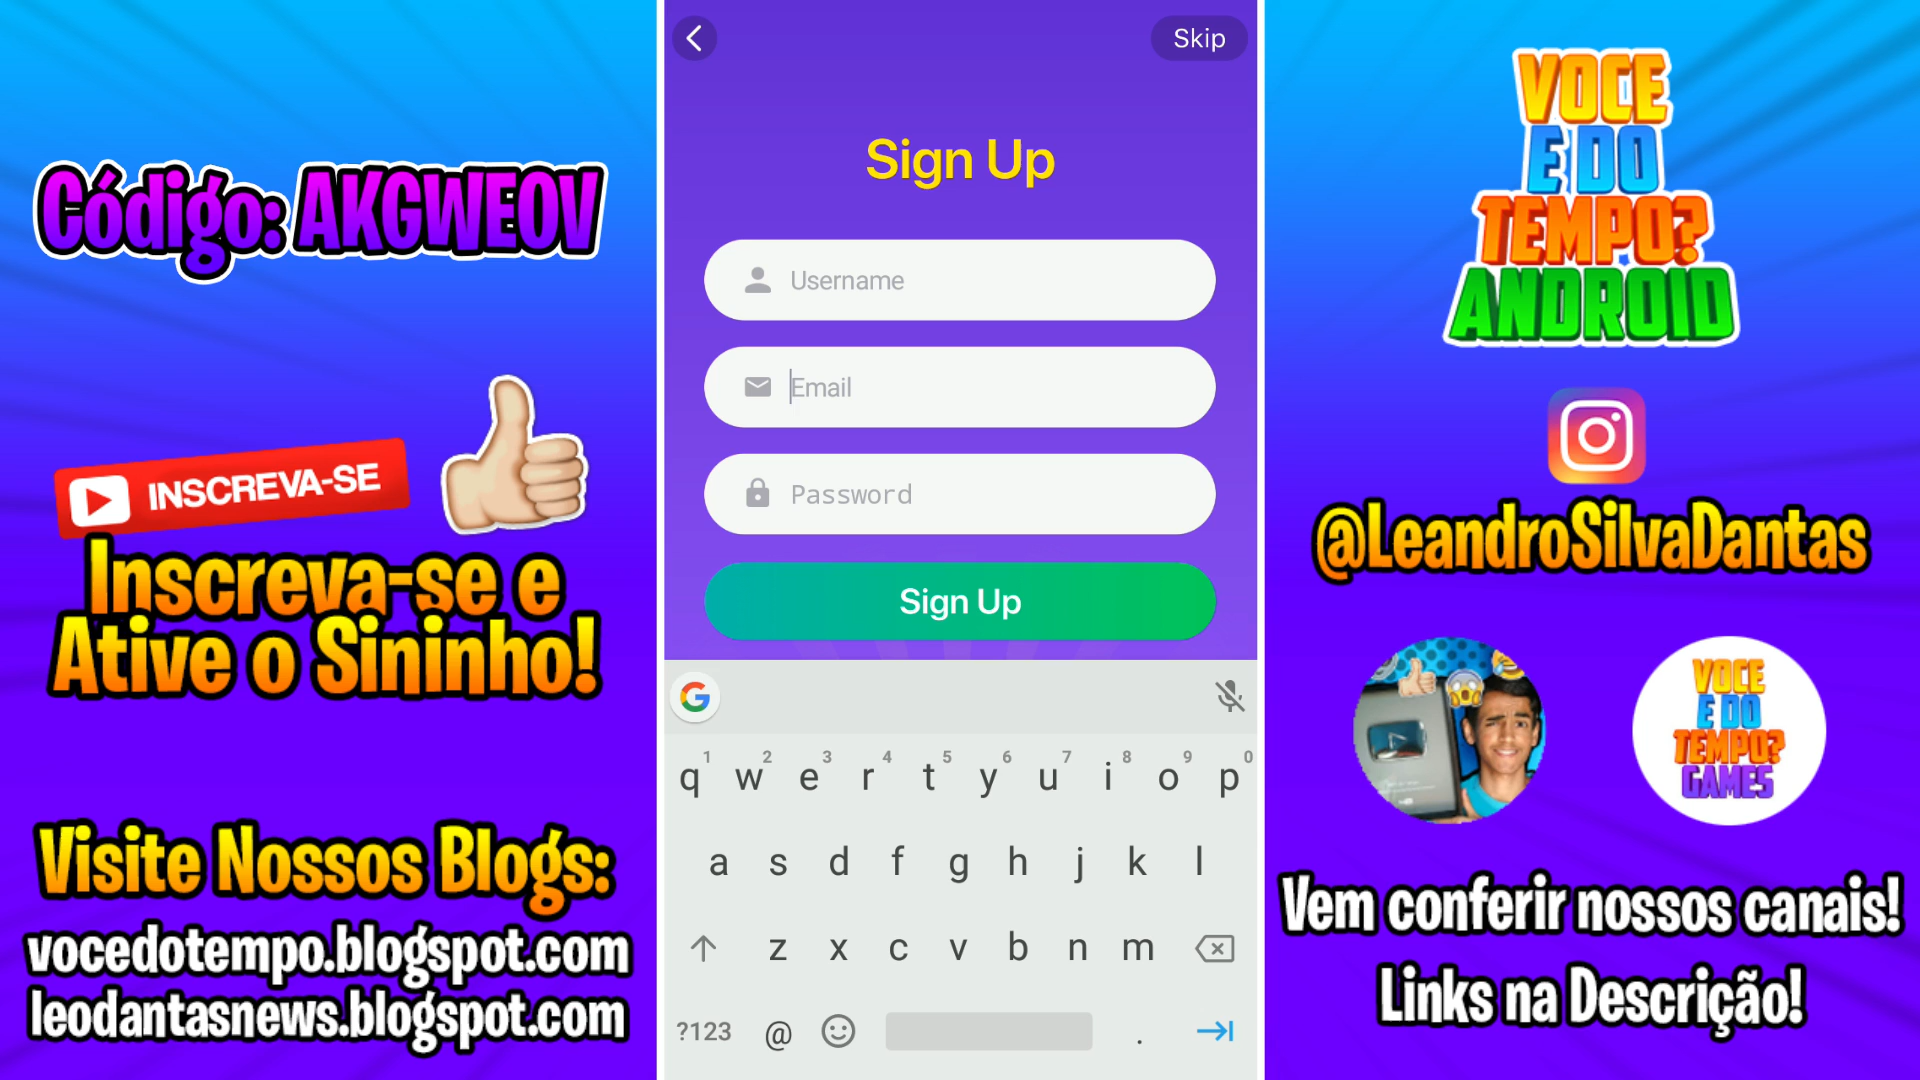 Código: AKGWEOV
INSCREVA-SE
Inscreva-se e
Ative o Sininho!
Visite Nossos Blogs:
vocedotempo.blogspot.com
leodantasnews.blogspot.com
Skip
Sign Up
Username
Email
Password
Sign Up
G
1 2 3 4 5 6 7 8 9 0
q w e r t y u i o p
a s d f g h j k l
z x c v b n m
?123 @ .
VOCE
E DO
TEMPO?
ANDROID
@LeandroSilvaDantas
VOCE
E DO
TEMPO?
GAMES
Vem conferir nossos canais!
Links na Descrição!